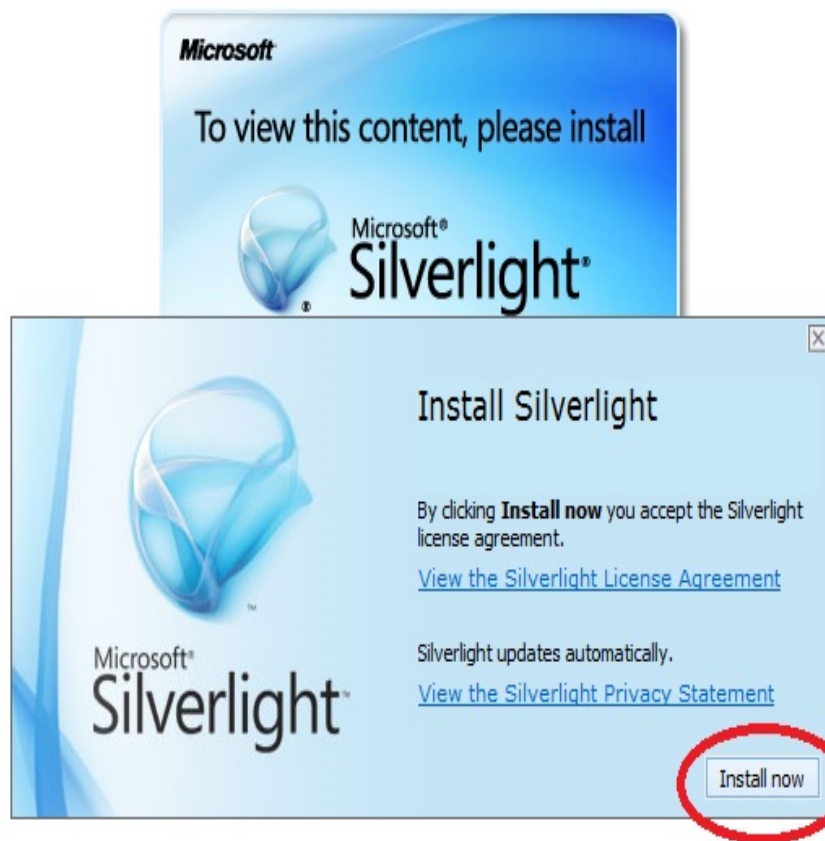 Microsoft
To view this content, please install
Microsoft®
Silverlight®
Install Silverlight
By clicking Install now you accept the Silverlight
license agreement.
View the Silverlight License Agreement
Silverlight updates automatically.
View the Silverlight Privacy Statement
Microsoft®
Silverlight™
Install now